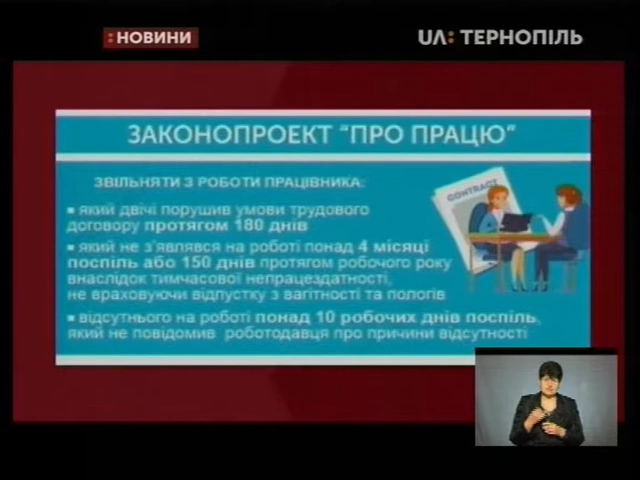 :НОВИНИ
UA: ТЕРНОПІЛЬ
ЗАКОНОПРОЕКТ “ПРО ПРАЦЮ”
ЗВІЛЬНЯТИ З РОБОТИ ПРАЦІВНИКА:
CONTRACT
▪ який двічі порушив умови трудового
договору протягом 180 днів
▪ який не з'являвся на роботі понад 4 місяці
поспіль або 150 днів протягом робочого року
внаслідок тимчасової непрацездатності,
не враховуючи відпустку з вагітності та пологів
▪ відсутнього на роботі понад 10 робочих днів поспіль,
який не повідомив роботодавця про причини відсутності